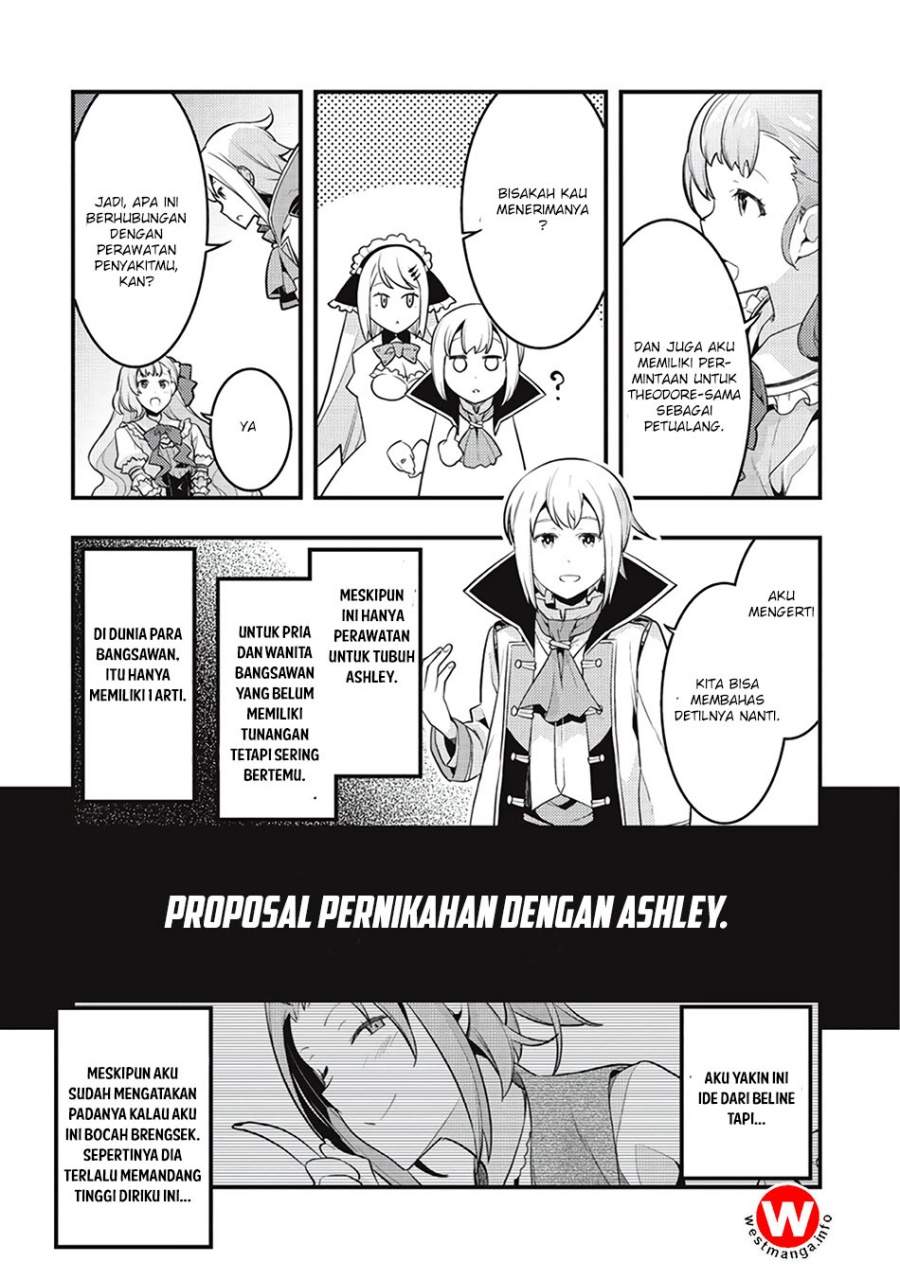 DAN JUGA AKU
MEMILIKI PER-
MINTAAN UNTUK
THEODORE-SAMA
SEBAGAI
PETUALANG.
BISAKAH KAU
MENERIMANYA
?
?
JADI, APA INI
BERHUBUNGAN
DENGAN
PERAWATAN
PENYAKITMU,
KAN?
YA
AKU
MENGERTI
KITA BISA
MEMBAHAS
DETILNYA NANTI.
MESKIPUN
INI HANYA
PERAWATAN
UNTUK TUBUH
ASHLEY.
UNTUK PRIA
DAN WANITA
BANGSAWAN
YANG BELUM
MEMILIKI
TUNANGAN
TETAPI SERING
BERTEMU.
DI DUNIA PARA
BANGSAWAN,
ITU HANYA
MEMILIKI 1 ARTI.
PROPOSAL PERNIKAHAN DENGAN ASHLEY.
AKU YAKIN INI
IDE DARI BELINE
TAPI...
MESKIPUN AKU
SUDAH MENGATAKAN
PADANYA KALAU AKU
INI BOCAH BRENGSEK.
SEPERTINYA DIA
TERLALU MEMANDANG
TINGGI DIRIKU INI...
W
westmanga.info